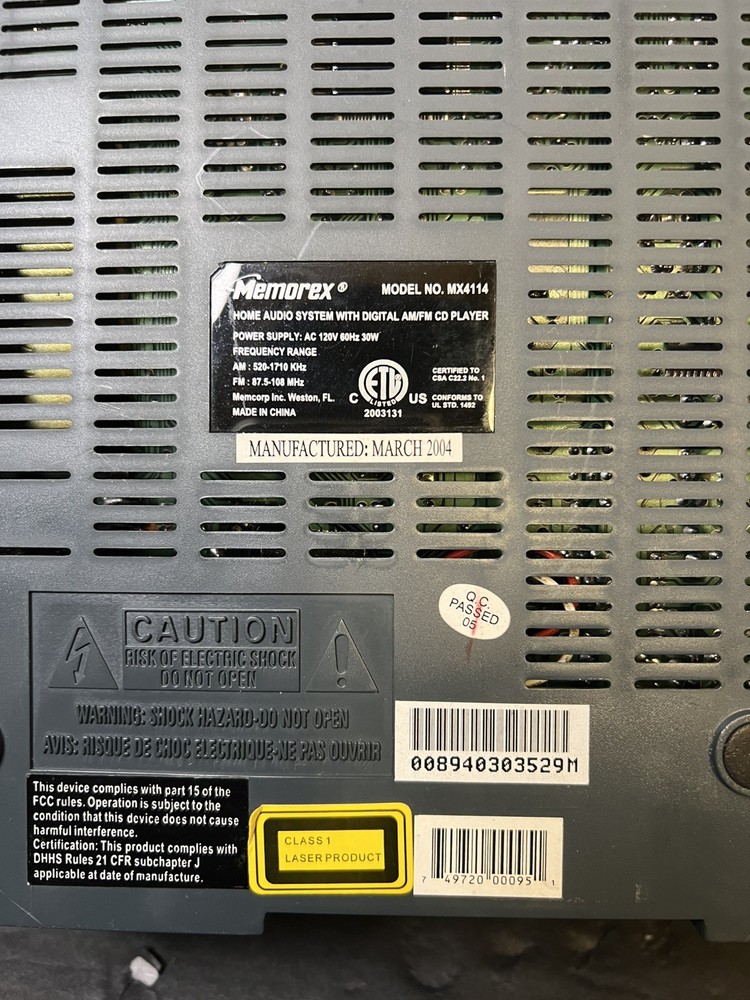 Memorex®
MODEL NO. MX4114
HOME AUDIO SYSTEM WITH DIGITAL AM/FM CD PLAYER
POWER SUPPLY: AC 120V 60Hz 30W
FREQUENCY RANGE
AM : 520-1710 KHz
FM : 87.5-108 MHz
Memcorp Inc. Weston, FL.
MADE IN CHINA
C ETL US
LISTED
2003131
CERTIFIED TO
CSA C22.2 No. 1
CONFORMS TO
UL STD. 1492
MANUFACTURED: MARCH 2004
Q.C.
PASSED
05
CAUTION
RISK OF ELECTRIC SHOCK
DO NOT OPEN
WARNING: SHOCK HAZARD-DO NOT OPEN
AVIS: RISQUE DE CHOC ELECTRIQUE-NE PAS OUVRIR
008940303529M
This device complies with part 15 of the
FCC rules. Operation is subject to the
condition that this device does not cause
harmful interference.
Certification: This product complies with
DHHS Rules 21 CFR subchapter J
applicable at date of manufacture.
CLASS 1
LASER PRODUCT
7 49720 00095 1